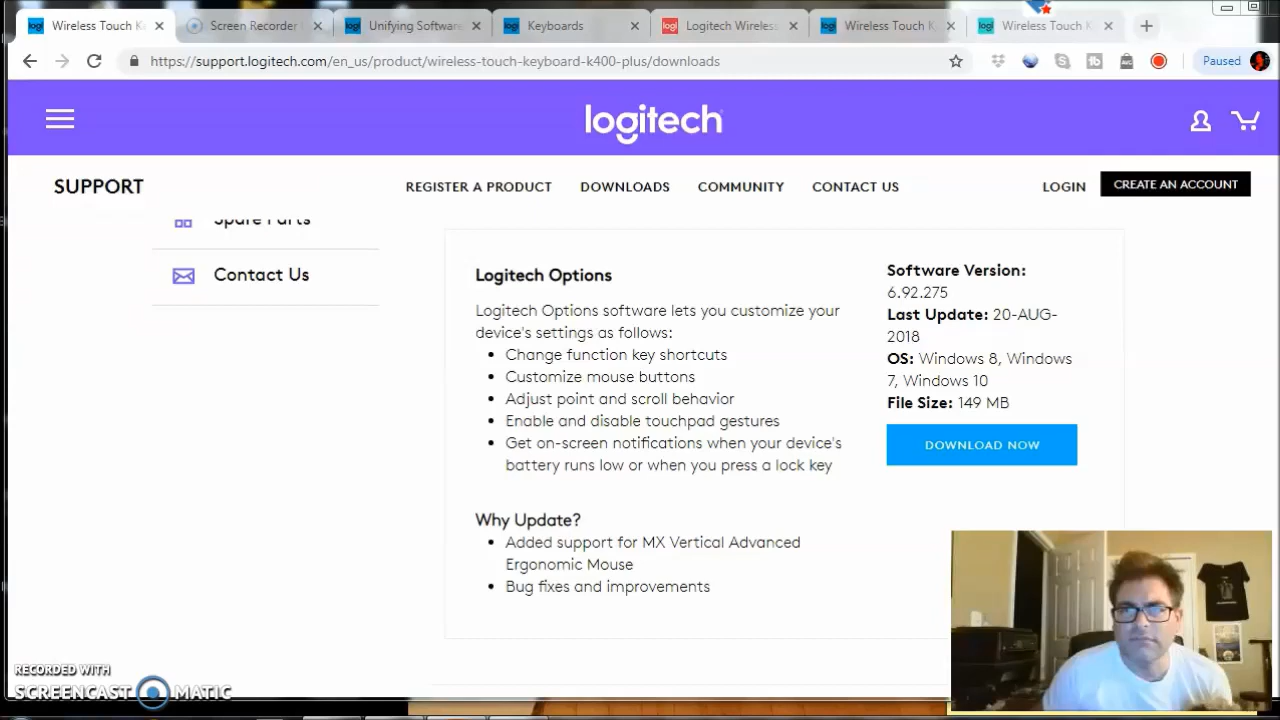 Wireless Touch K
Screen Recorder
Unifying Software
Keyboards
Logitech Wireless
Wireless Touch K
Wireless Touch K
https://support.logitech.com/en_us/product/wireless-touch-keyboard-k400-plus/downloads
Paused
logitech
SUPPORT
REGISTER A PRODUCT
DOWNLOADS
COMMUNITY
CONTACT US
LOGIN
CREATE AN ACCOUNT
Spare Parts
Contact Us
Logitech Options
Logitech Options software lets you customize your
device's settings as follows:
• Change function key shortcuts
• Customize mouse buttons
• Adjust point and scroll behavior
• Enable and disable touchpad gestures
• Get on-screen notifications when your device's
battery runs low or when you press a lock key
Why Update?
• Added support for MX Vertical Advanced
Ergonomic Mouse
• Bug fixes and improvements
Software Version:
6.92.275
Last Update: 20-AUG-
2018
OS: Windows 8, Windows
7, Windows 10
File Size: 149 MB
DOWNLOAD NOW
RECORDED WITH
SCREENCAST MATIC